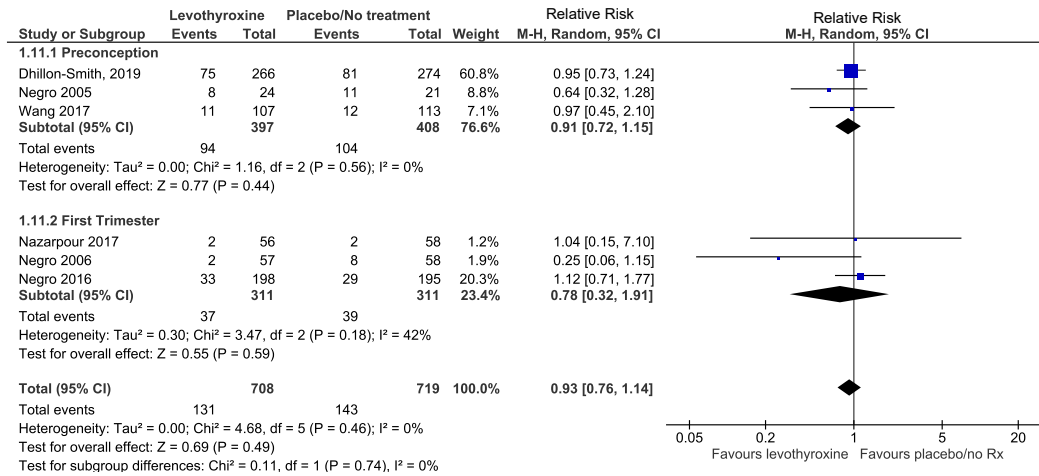 Levothyroxine Placebo/No treatment Relative Risk Relative Risk
Study or Subgroup Events Total Events Total Weight M-H, Random, 95% CI M-H, Random, 95% CI
1.11.1 Preconception
Dhillon-Smith, 2019 75 266 81 274 60.8% 0.95 [0.73, 1.24]
Negro 2005 8 24 11 21 8.8% 0.64 [0.32, 1.28]
Wang 2017 11 107 12 113 7.1% 0.97 [0.45, 2.10]
Subtotal (95% CI) 397 408 76.6% 0.91 [0.72, 1.15]
Total events 94 104
Heterogeneity: Tau² = 0.00; Chi² = 1.16, df = 2 (P = 0.56); I² = 0%
Test for overall effect: Z = 0.77 (P = 0.44)
1.11.2 First Trimester
Nazarpour 2017 2 56 2 58 1.2% 1.04 [0.15, 7.10]
Negro 2006 2 57 8 58 1.9% 0.25 [0.06, 1.15]
Negro 2016 33 198 29 195 20.3% 1.12 [0.71, 1.77]
Subtotal (95% CI) 311 311 23.4% 0.78 [0.32, 1.91]
Total events 37 39
Heterogeneity: Tau² = 0.30; Chi² = 3.47, df = 2 (P = 0.18); I² = 42%
Test for overall effect: Z = 0.55 (P = 0.59)
Total (95% CI) 708 719 100.0% 0.93 [0.76, 1.14]
Total events 131 143
Heterogeneity: Tau² = 0.00; Chi² = 4.68, df = 5 (P = 0.46); I² = 0%
Test for overall effect: Z = 0.69 (P = 0.49)
Test for subgroup differences: Chi² = 0.11, df = 1 (P = 0.74), I² = 0%
0.05 0.2 1 5 20
Favours levothyroxine Favours placebo/no Rx